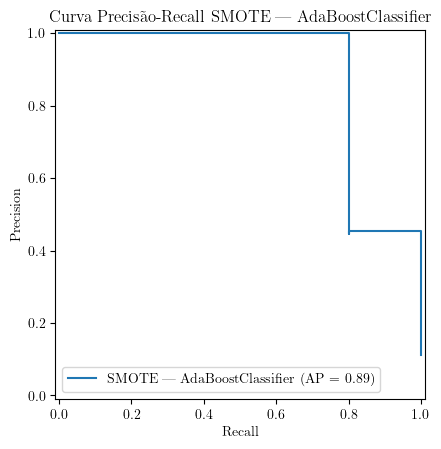 Curva Precisão-Recall SMOTE — AdaBoostClassifier
1.0
0.8
0.6
0.4
0.2
0.0
Precision
SMOTE — AdaBoostClassifier (AP = 0.89)
0.0 0.2 0.4 0.6 0.8 1.0
Recall